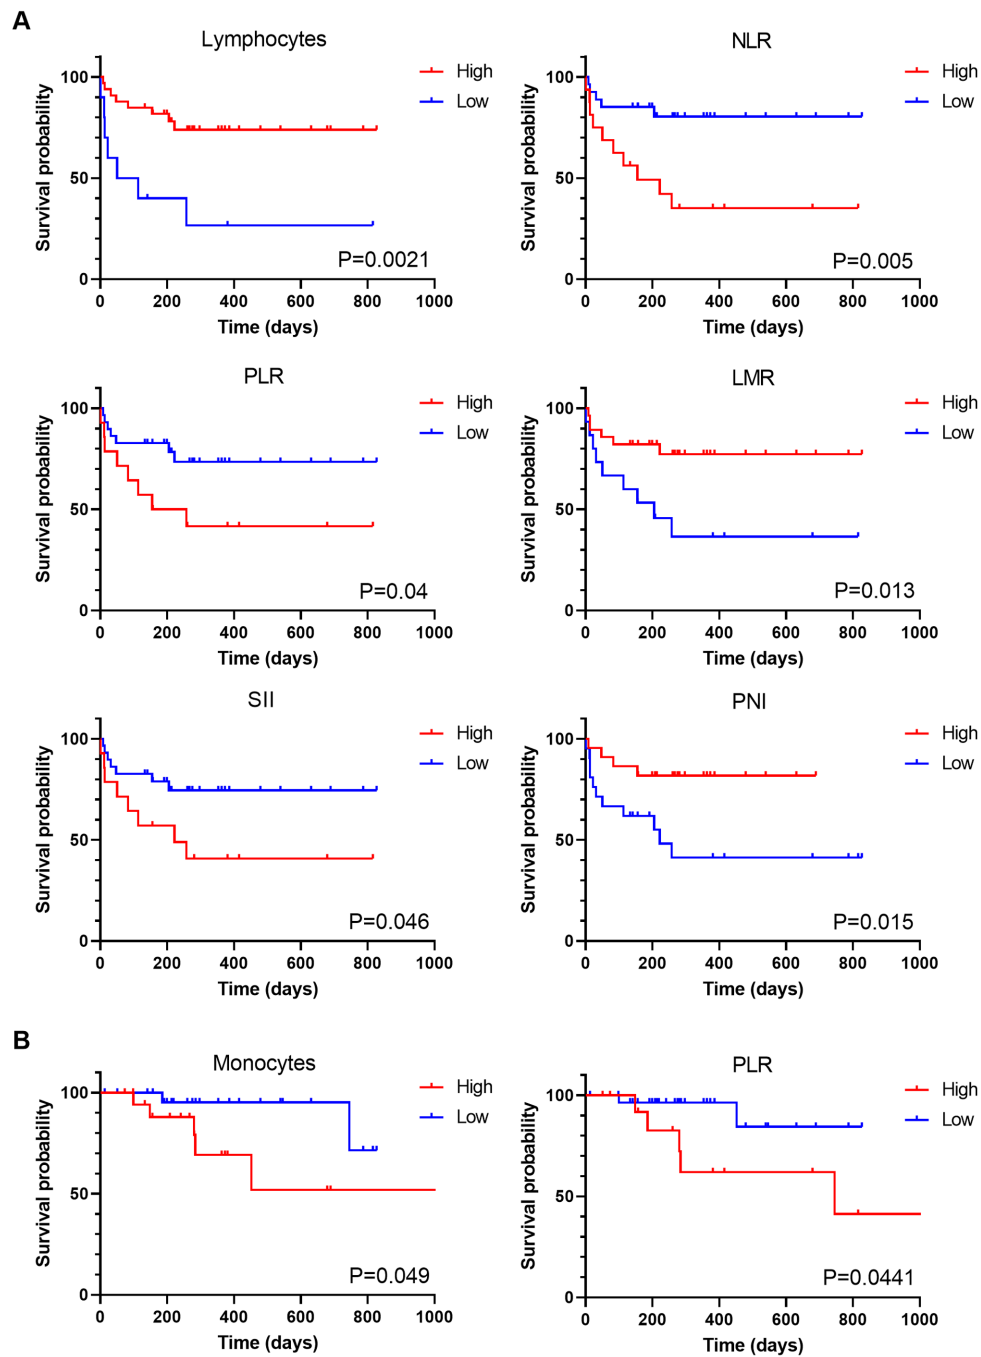 A
Lymphocytes
High
Low
Survival probability
100
50
0
P=0.0021
0 200 400 600 800 1000
Time (days)
NLR
High
Low
Survival probability
100
50
0
P=0.005
0 200 400 600 800 1000
Time (days)
PLR
High
Low
Survival probability
100
50
0
P=0.04
0 200 400 600 800 1000
Time (days)
LMR
High
Low
Survival probability
100
50
0
P=0.013
0 200 400 600 800 1000
Time (days)
SII
High
Low
Survival probability
100
50
0
P=0.046
0 200 400 600 800 1000
Time (days)
PNI
High
Low
Survival probability
100
50
0
P=0.015
0 200 400 600 800 1000
Time (days)
B
Monocytes
High
Low
Survival probability
100
50
0
P=0.049
0 200 400 600 800 1000
Time (days)
PLR
High
Low
Survival probability
100
50
0
P=0.0441
0 200 400 600 800 1000
Time (days)